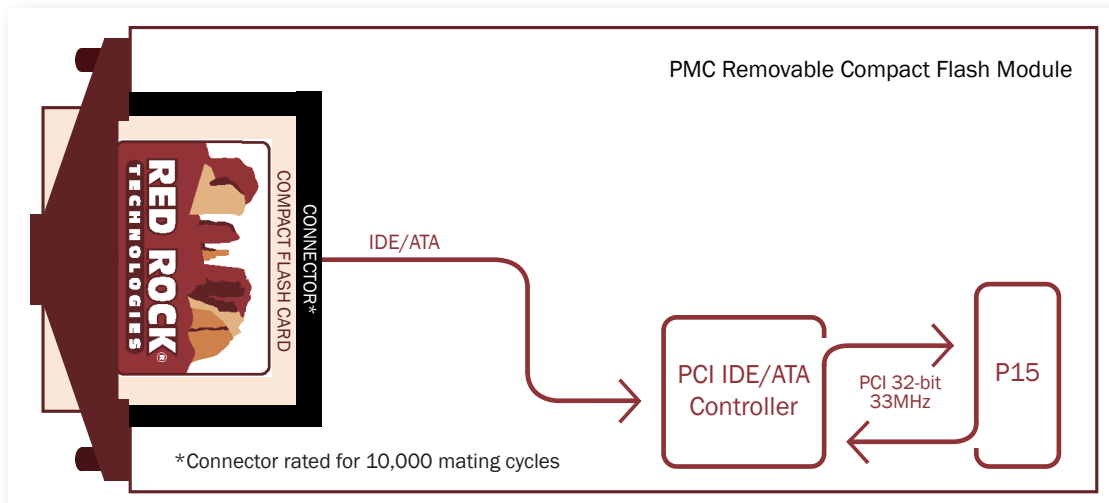 PMC Removable Compact Flash Module
RED ROCK®
TECHNOLOGIES
COMPACT FLASH CARD
CONNECTOR*
IDE/ATA
PCI IDE/ATA
Controller
PCI 32-bit
33MHz
P15
*Connector rated for 10,000 mating cycles